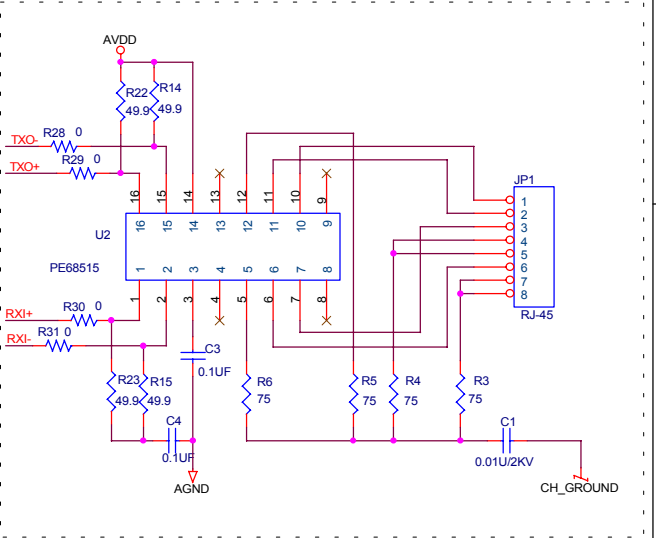 AVDD
R22 R14
49.9 49.9
TXO- R28 0
TXO+ R29 0
16 15 14 13 12 11 10 9
16 15 14 13 12 11 10 9
U2
PE68515
1 2 3 4 5 6 7 8
1 2 3 4 5 6 7 8
JP1
1
2
3
4
5
6
7
8
RJ-45
RXI+ R30 0
RXI- R31 0
C3
0.1UF
R23 R15
49.9 49.9
R6 R5 R4 R3
75 75 75 75
C4
0.1UF
C1
0.01U/2KV
AGND
CH_GROUND